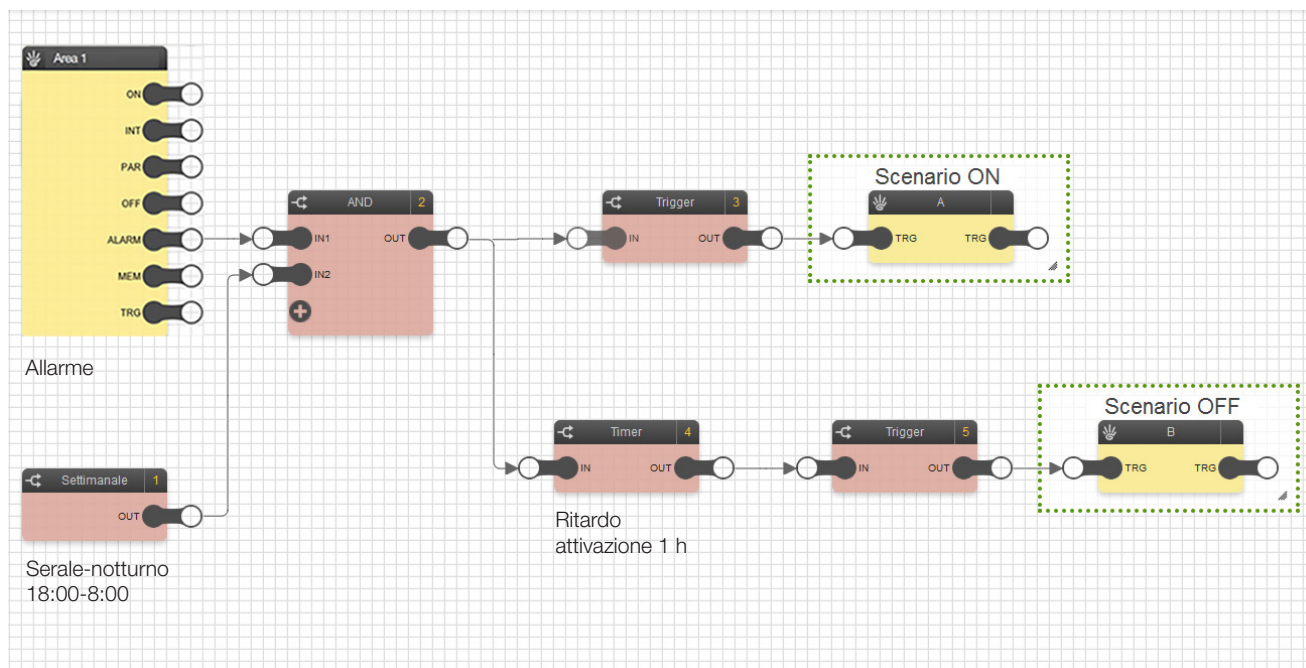 Area 1
ON
INT
PAR
OFF
ALARM
MEM
TRG
Allarme
AND 2
IN1 OUT
IN2
Trigger 3
IN OUT
Scenario ON
A
TRG TRG
Settimanale 1
OUT
Serale-notturno
18:00-8:00
Timer 4
IN OUT
Ritardo
attivazione 1 h
Trigger 5
IN OUT
Scenario OFF
B
TRG TRG